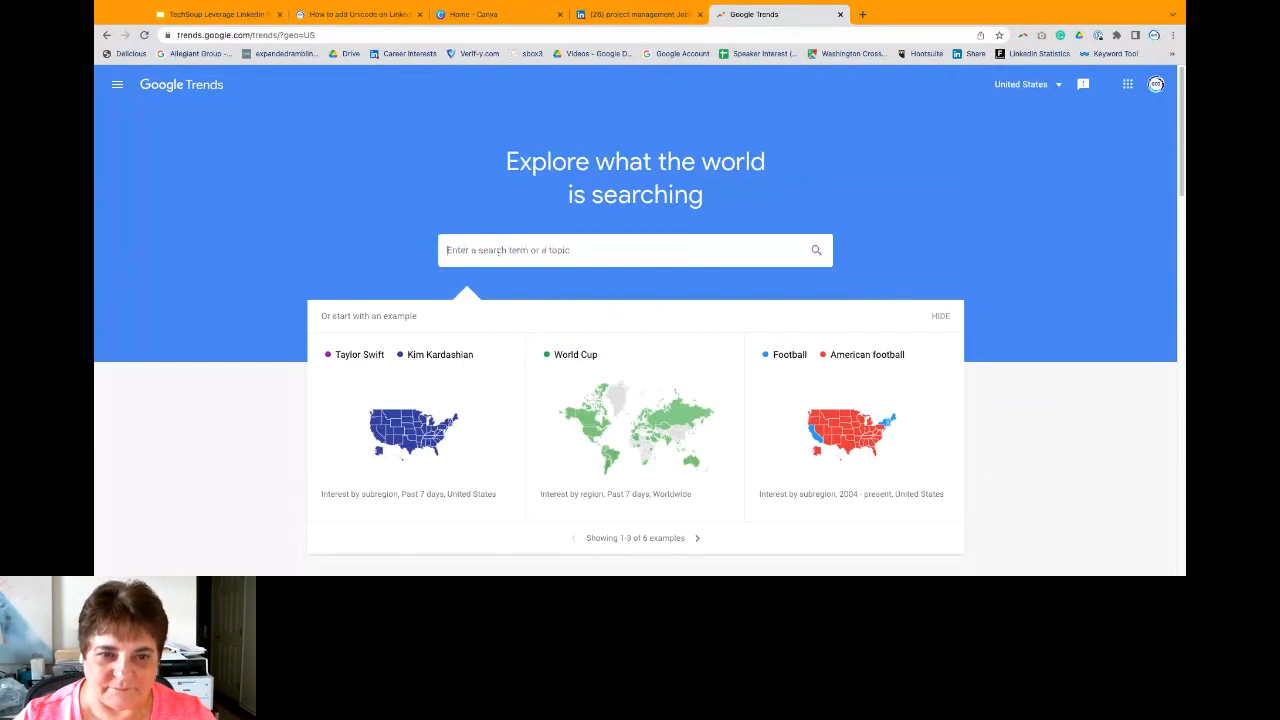 TechSoup Leverage LinkedIn
How to add Unicode on Linked
Home – Canva
(26) project management Job
Google Trends
trends.google.com/trends/?geo=US
Delicious
Allegiant Group -...
expandedramblin...
Drive
Career Interests
Verif-y.com
sbox3
Videos - Google D...
Google Account
Speaker Interest (...
Washington Cross...
Hootsuite
Share
LinkedIn Statistics
Keyword Tool
Google Trends
United States
Explore what the world
is searching
Enter a search term or a topic
Or start with an example
HIDE
Taylor Swift
Kim Kardashian
World Cup
Football
American football
Interest by subregion, Past 7 days, United States
Interest by region, Past 7 days, Worldwide
Interest by subregion, 2004 - present, United States
Showing 1-3 of 6 examples